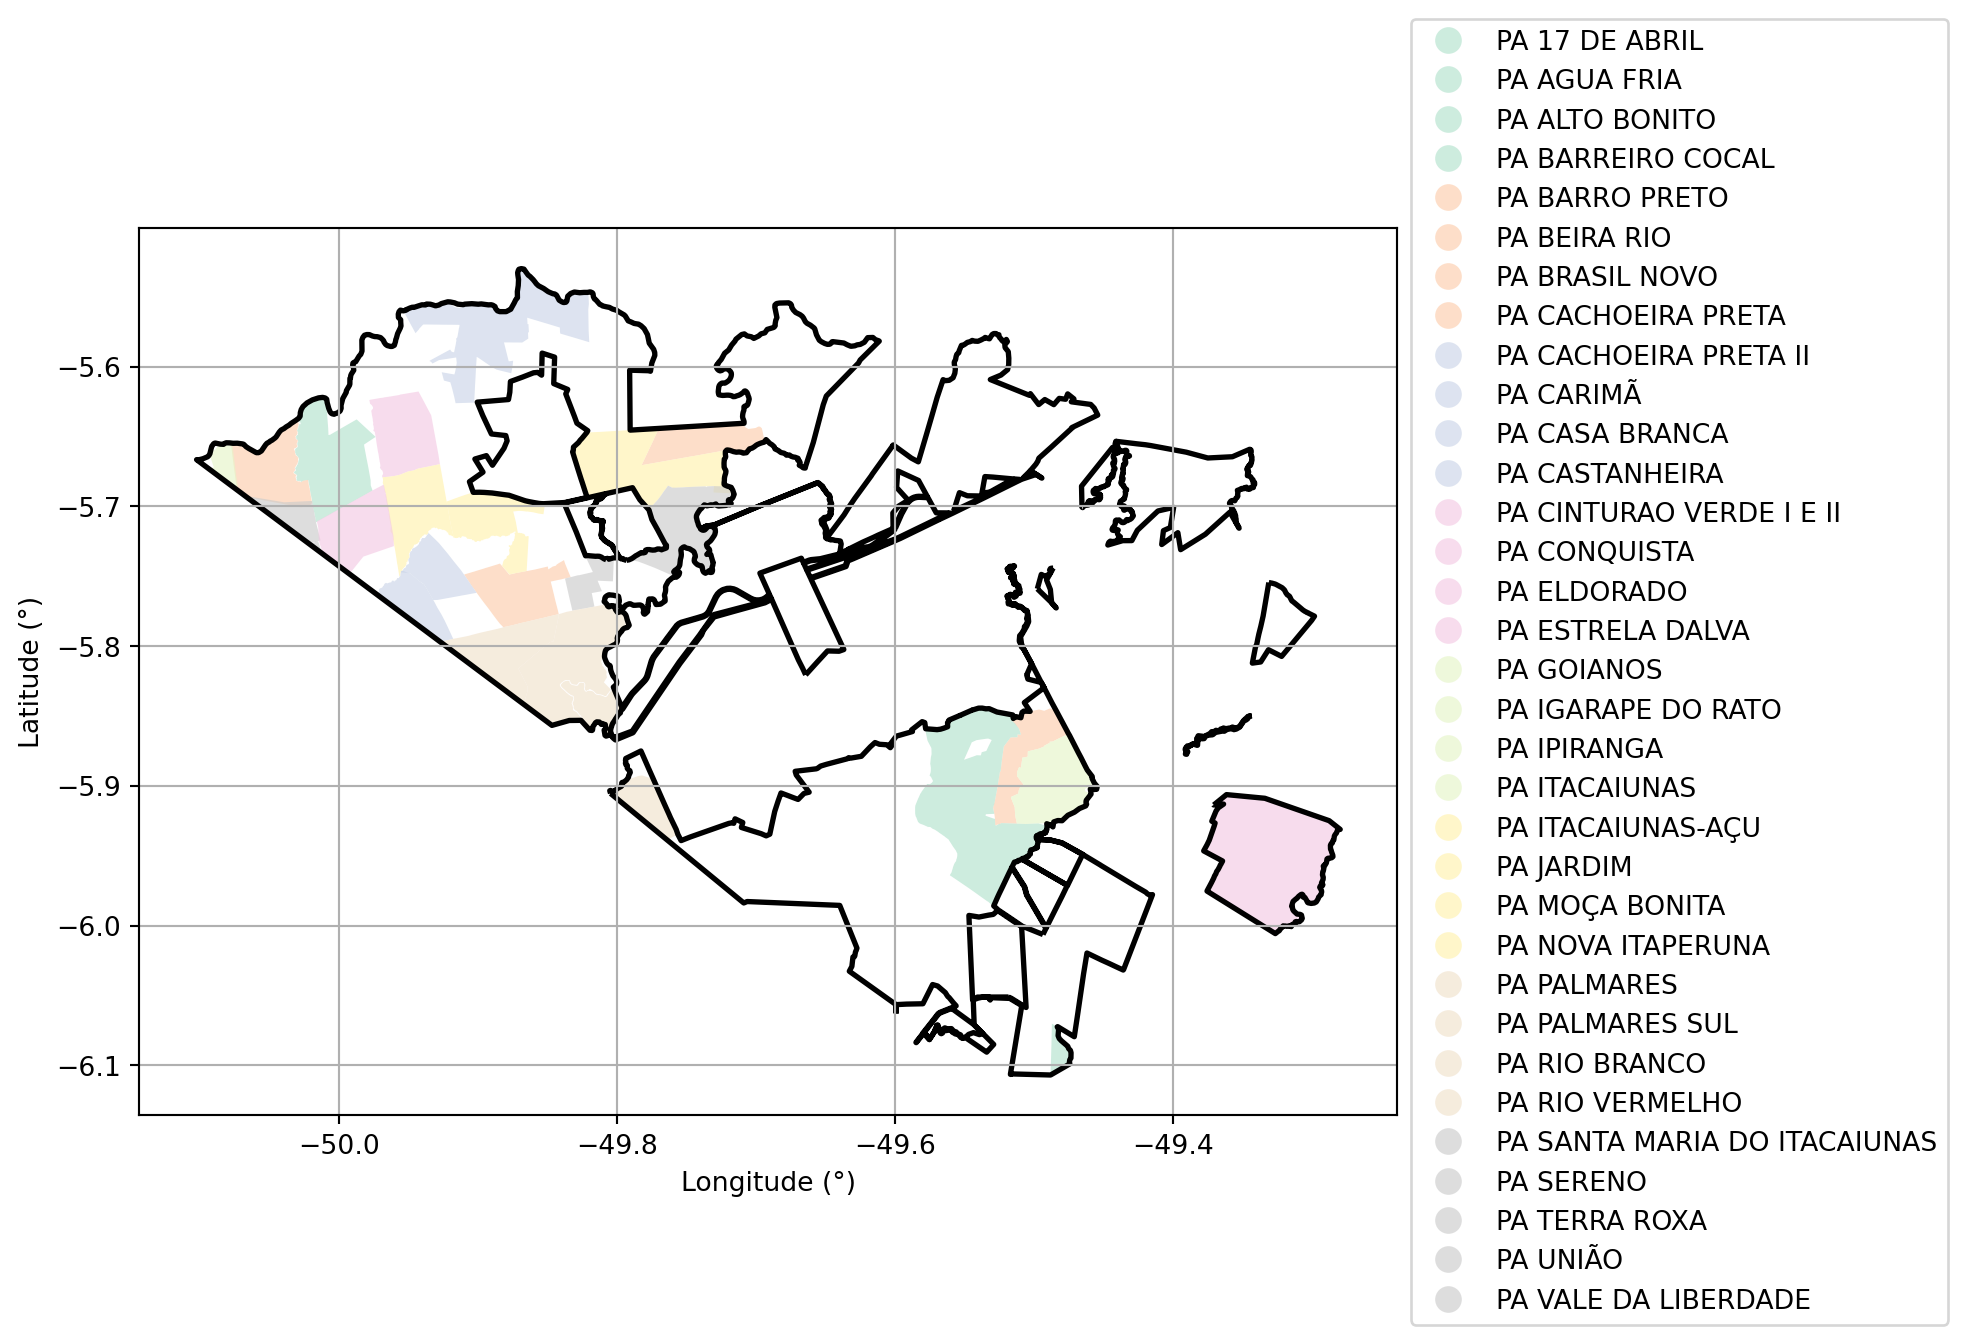 PA 17 DE ABRIL
PA AGUA FRIA
PA ALTO BONITO
PA BARREIRO COCAL
PA BARRO PRETO
PA BEIRA RIO
PA BRASIL NOVO
PA CACHOEIRA PRETA
PA CACHOEIRA PRETA II
PA CARIMÃ
PA CASA BRANCA
PA CASTANHEIRA
PA CINTURAO VERDE I E II
PA CONQUISTA
PA ELDORADO
PA ESTRELA DALVA
PA GOIANOS
PA IGARAPE DO RATO
PA IPIRANGA
PA ITACAIUNAS
PA ITACAIUNAS-AÇU
PA JARDIM
PA MOÇA BONITA
PA NOVA ITAPERUNA
PA PALMARES
PA PALMARES SUL
PA RIO BRANCO
PA RIO VERMELHO
PA SANTA MARIA DO ITACAIUNAS
PA SERENO
PA TERRA ROXA
PA UNIÃO
PA VALE DA LIBERDADE
−5.6
−5.7
−5.8
−5.9
−6.0
−6.1
Latitude (°)
−50.0
−49.8
−49.6
−49.4
Longitude (°)